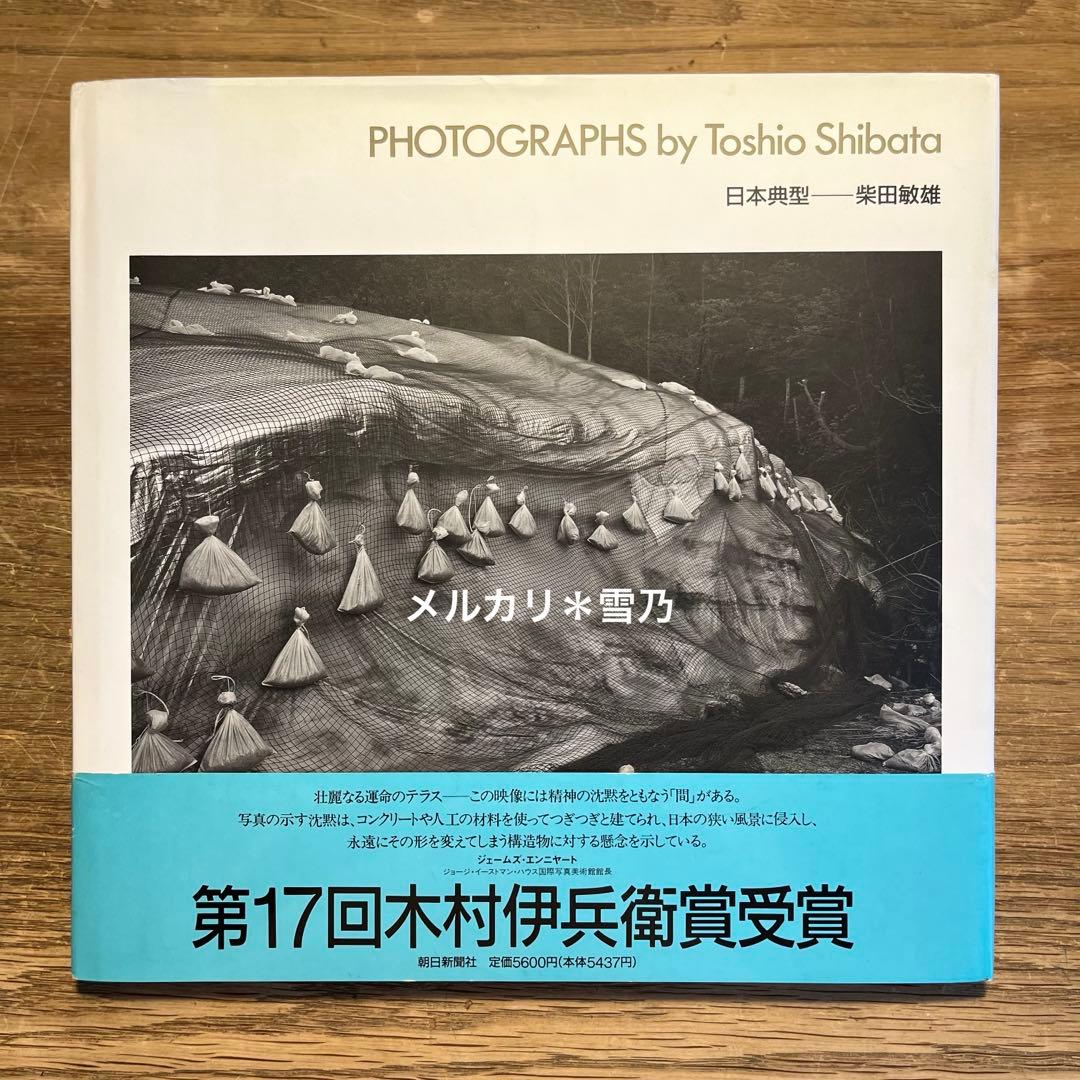 PHOTOGRAPHS by Toshio Shibata
日本典型——柴田敏雄
メルカリ＊雪乃
壮麗なる運命のテラス——この映像には精神の沈黙をともなう「間」がある。
写真の示す沈黙は、コンクリートや人工の材料を使ってつぎつぎと建てられ、日本の狭い風景に侵入し、
永遠にその形を変えてしまう構造物に対する懸念を示している。
ジェームズ・エンニヤート
ジョージ・イーストマン・ハウス国際写真美術館館長
第17回木村伊兵衛賞受賞
朝日新聞社　定価5600円(本体5437円)